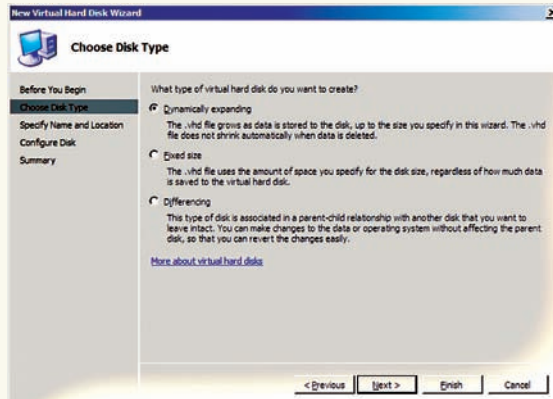 New Virtual Hard Disk Wizard
Choose Disk Type
Before You Begin
Choose Disk Type
Specify Name and Location
Configure Disk
Summary
What type of virtual hard disk do you want to create?
Dynamically expanding
The .vhd file grows as data is stored to the disk, up to the size you specify in this wizard. The .vhd
file does not shrink automatically when data is deleted.
Fixed size
The .vhd file uses the amount of space you specify for the disk size, regardless of how much data
is saved to the virtual hard disk.
Differencing
This type of disk is associated in a parent-child relationship with another disk that you want to
leave intact. You can make changes to the data or operating system without affecting the parent
disk, so that you can revert the changes easily.
More about virtual hard disks
< Previous
Next >
Finish
Cancel